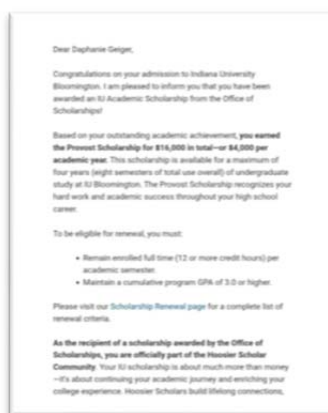 Dear Daphanie Geiger,
Congratulations on your admission to Indiana University
Bloomington. I am pleased to inform you that you have been
awarded an IU Academic Scholarship from the Office of
Scholarships!
Based on your outstanding academic achievement, you earned
the Provost Scholarship for $16,000 in total—or $4,000 per
academic year. This scholarship is available for a maximum of
four years (eight semesters of total use overall) of undergraduate
study at IU Bloomington. The Provost Scholarship recognizes your
hard work and academic success throughout your high school
career.
To be eligible for renewal, you must:
• Remain enrolled full time (12 or more credit hours) per
academic semester.
• Maintain a cumulative program GPA of 3.0 or higher.
Please visit our Scholarship Renewal page for a complete list of
renewal criteria.
As the recipient of a scholarship awarded by the Office of
Scholarships, you are officially part of the Hoosier Scholar
Community. Your IU scholarship is about much more than money
—it's about continuing your academic journey and enriching your
college experience. Hoosier Scholars build lifelong connections,